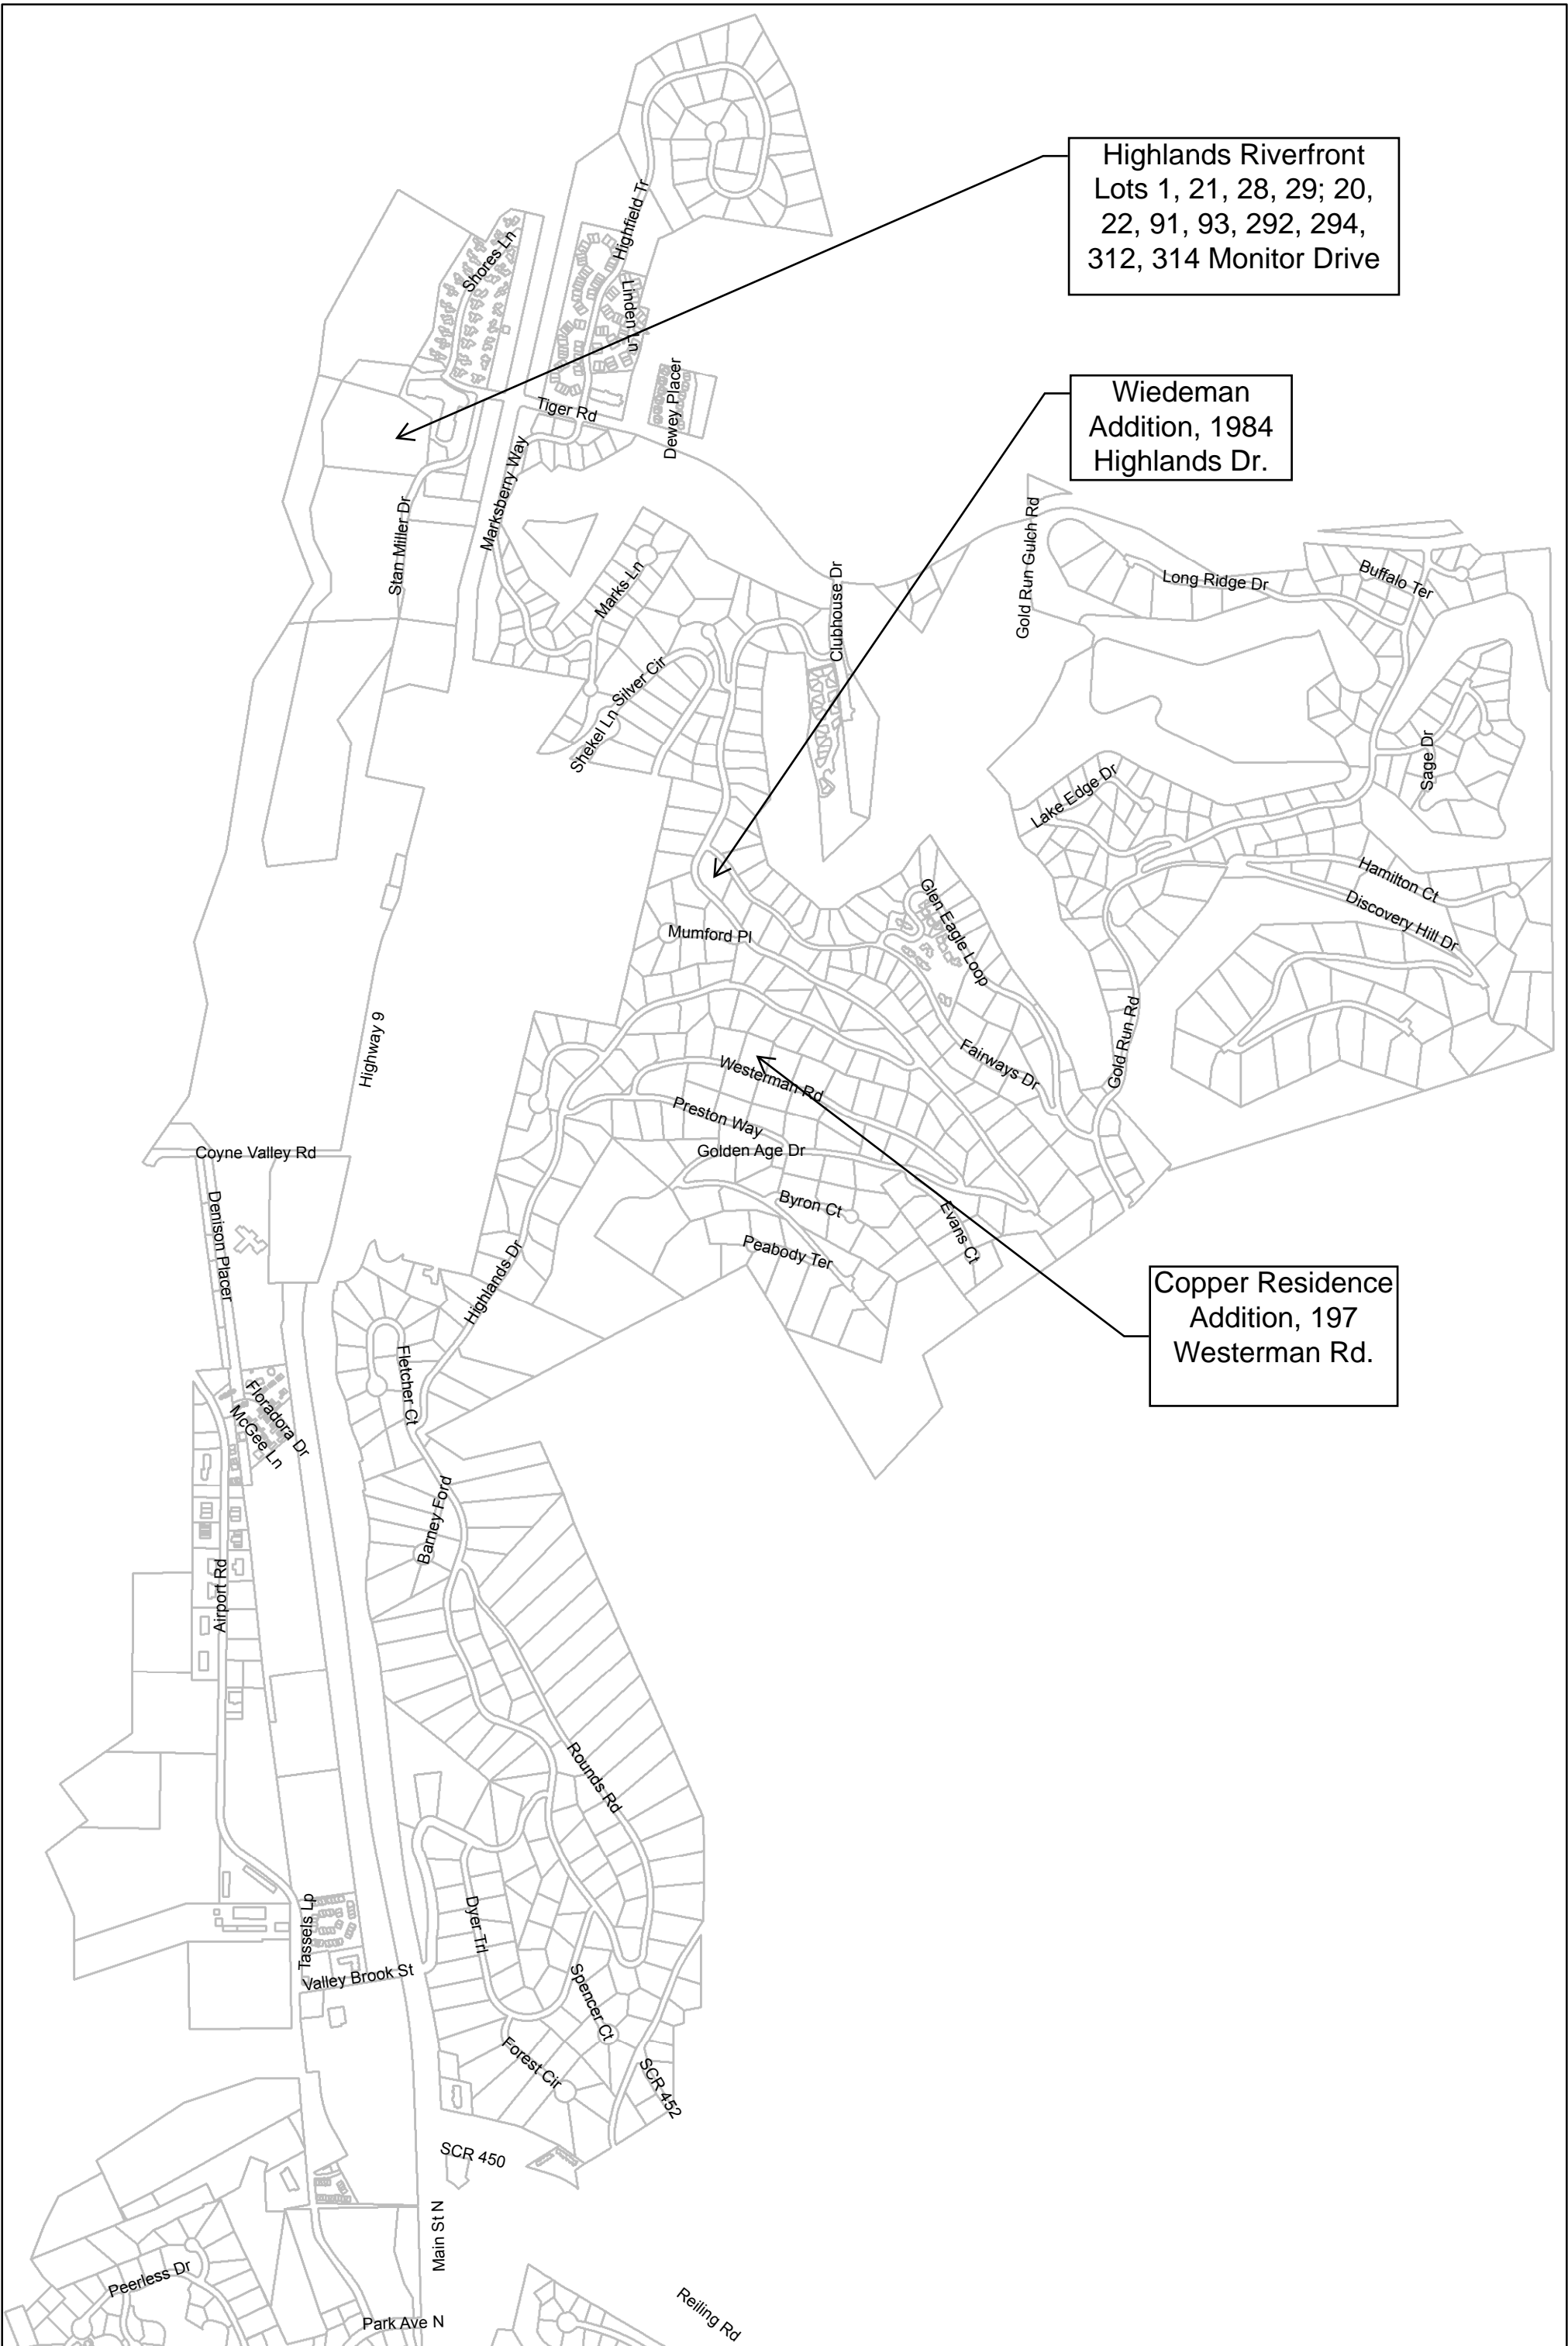 Highlands Riverfront
Lots 1, 21, 28, 29; 20,
22, 91, 93, 292, 294,
312, 314 Monitor Drive
Highfield Tr
Shores Ln
Linden Ln
Wiedeman
Addition, 1984
Highlands Dr.
Tiger Rd
Dewey Placer
Marksberry Way
Stan Miller Dr
Gold Run Gulch Rd
Marks Ln
Clubhouse Dr
Long Ridge Dr
Buffalo Ter
Silver Cir
Shekel Ln
Sage Dr
Lake Edge Dr
Hamilton Ct
Discovery Hill Dr
Glen Eagle Loop
Mumford Pl
Highway 9
Gold Run Rd
Fairways Dr
Westerman Rd
Preston Way
Golden Age Dr
Coyne Valley Rd
Denison Placer
Byron Ct
Evans Ct
Peabody Ter
Highlands Dr
Copper Residence
Addition, 197
Westerman Rd.
Fletcher Ct
Floradora Dr
McGee Ln
Barney Ford
Airport Rd
Rounds Rd
Tassels Lp
Dyer Trl
Valley Brook St
Spencer Ct
Forest Cir
SCR 452
SCR 450
Main St N
Peerless Dr
Park Ave N
Reiling Rd